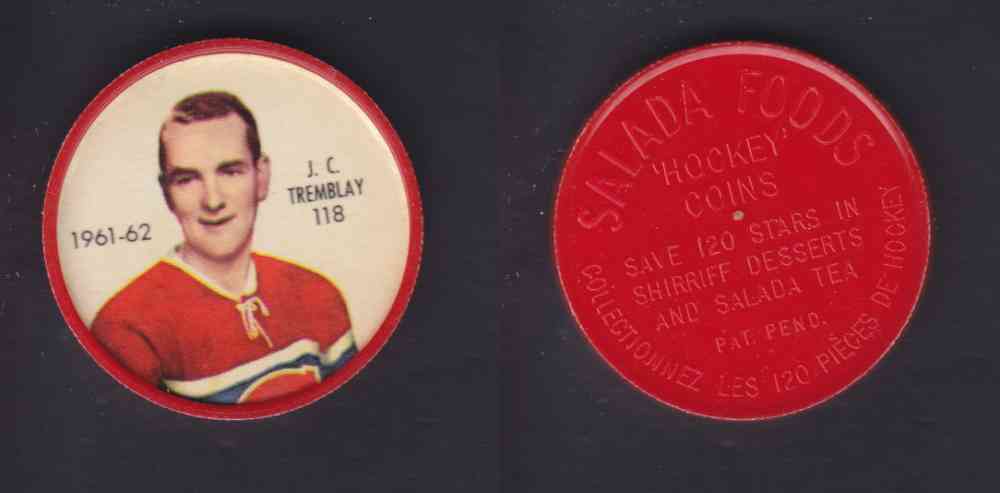 1961-62
J. C.
TREMBLAY
118
SALADA FOODS
'HOCKEY'
COINS
SAVE 120 STARS IN
SHIRRIFF DESSERTS
AND SALADA TEA
PAT. PEND.
COLLECTIONNEZ LES 120 PIÈCES DE HOCKEY